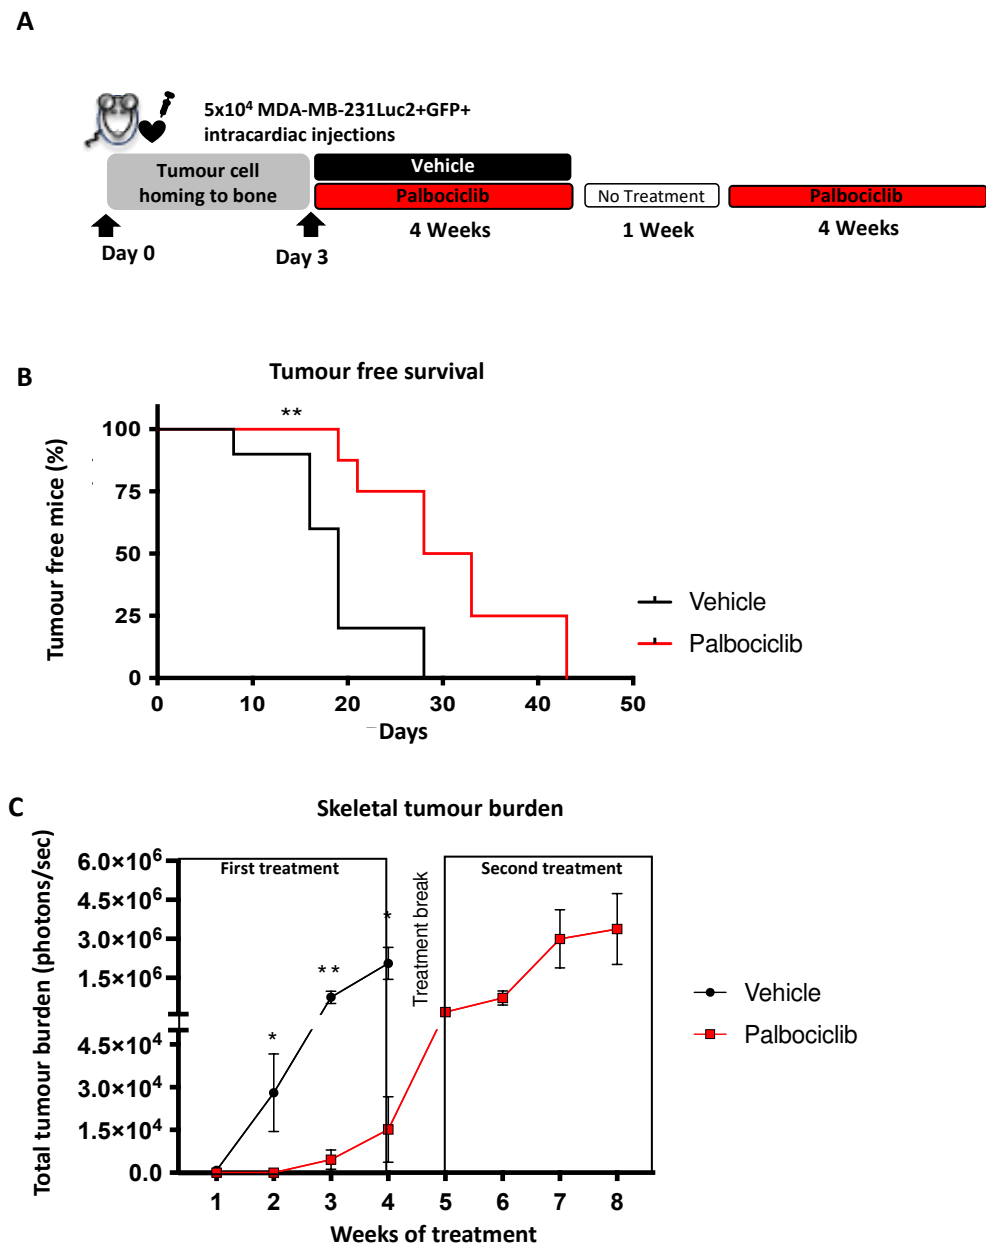 A
5x10⁴ MDA-MB-231Luc2+GFP+
intracardiac injections
Tumour cell
homing to bone
Vehicle
Palbociclib
No Treatment
Palbociclib
4 Weeks
1 Week
4 Weeks
Day 0
Day 3
B
Tumour free survival
**
Tumour free mice (%)
100
75
50
25
0
0 10 20 30 40 50
Days
Vehicle
Palbociclib
C
Skeletal tumour burden
Total tumour burden (photons/sec)
6.0×10⁶
4.5×10⁶
3.0×10⁶
1.5×10⁶
4.5×10⁴
3.0×10⁴
1.5×10⁴
0.0
First treatment
Treatment break
Second treatment
*
**
*
1 2 3 4 5 6 7 8
Weeks of treatment
Vehicle
Palbociclib